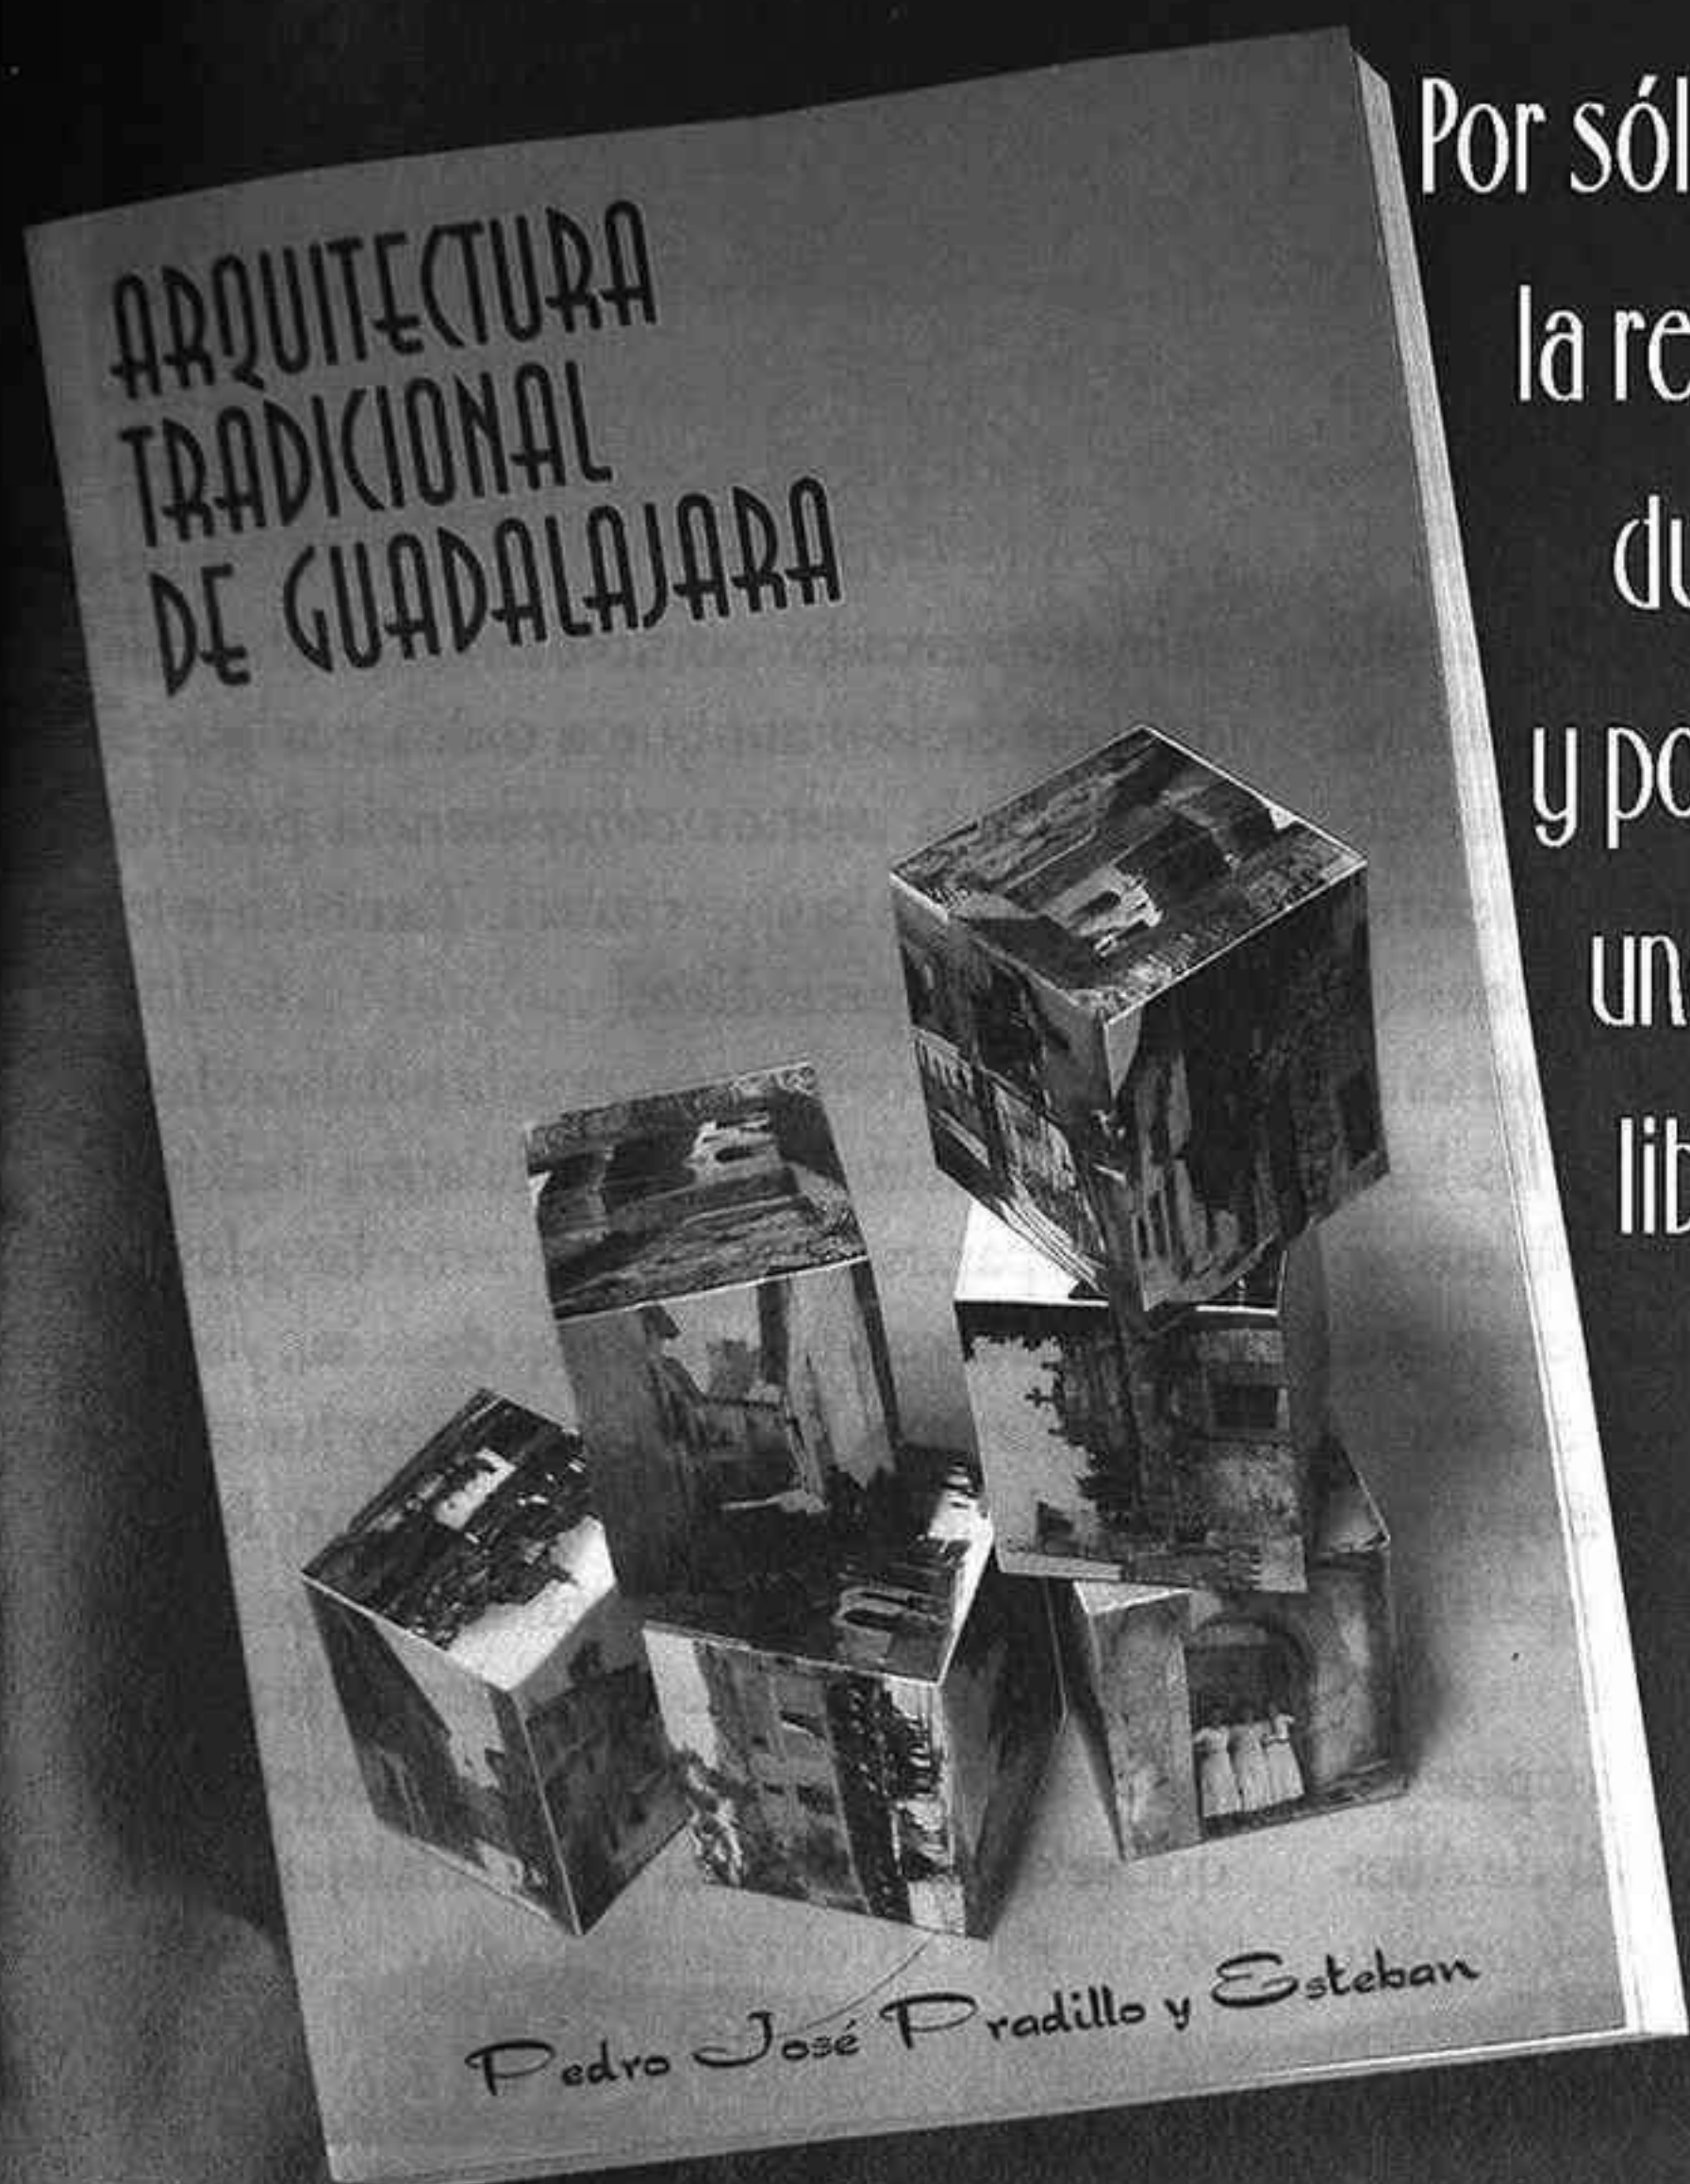 ARQUITECTURA
TRADICIONAL
DE GUADALAJARA
Pedro José Pradillo y Esteban
Por sól
la re
du
y po
un
lib